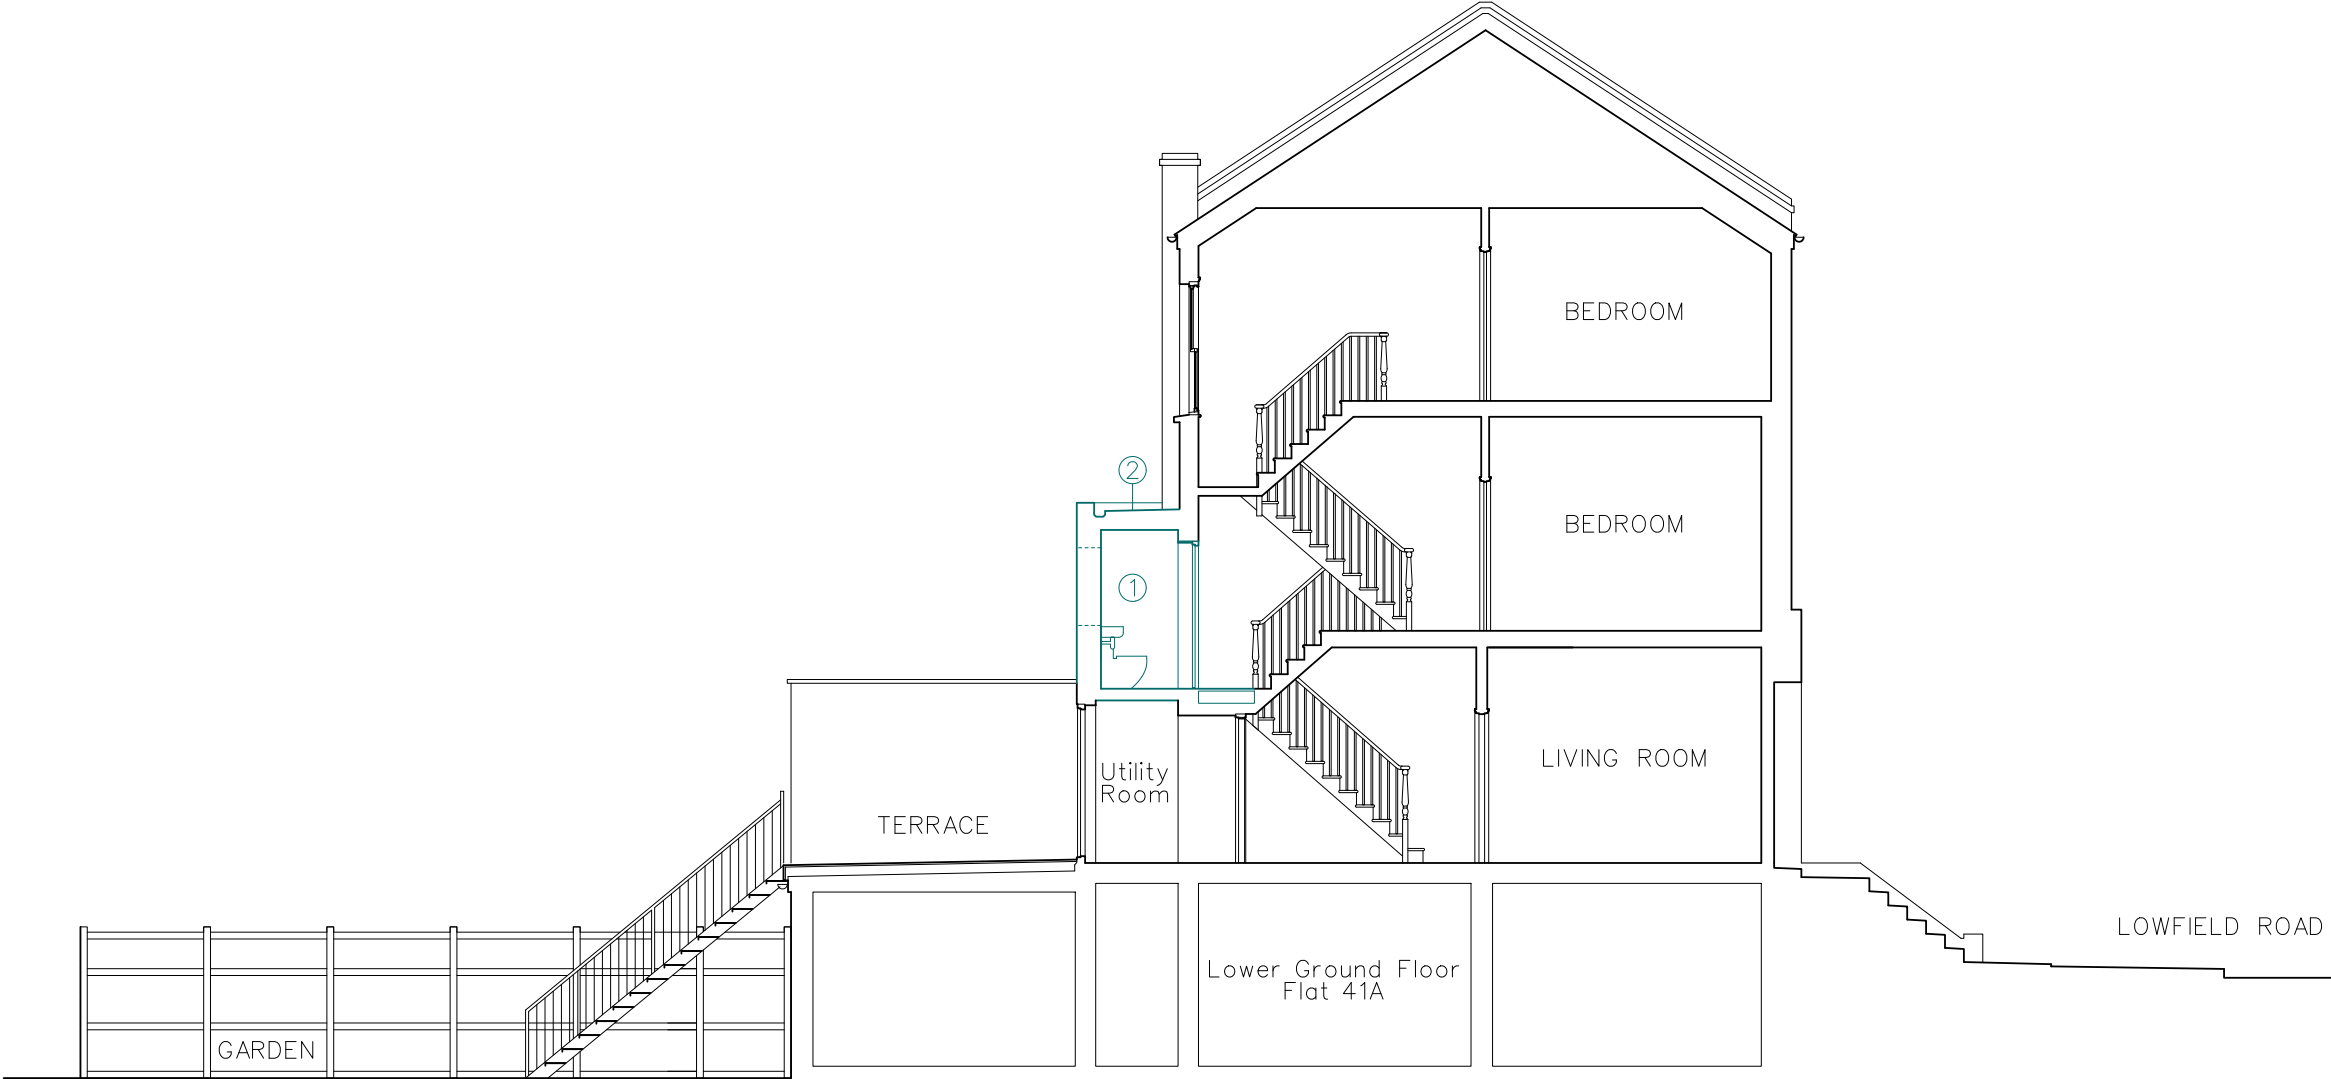 BEDROOM
2
BEDROOM
1
LIVING ROOM
Utility
Room
TERRACE
LOWFIELD ROAD
Lower Ground Floor
Flat 41A
GARDEN